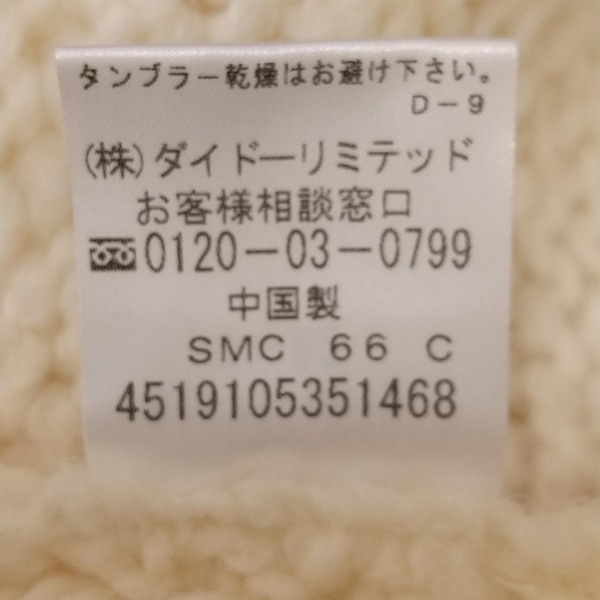 タンブラー乾燥はお避け下さい。
D－9
(株)ダイドーリミテッド
お客様相談窓口
0120－03－0799
中国製
SMC 66 C
4519105351468